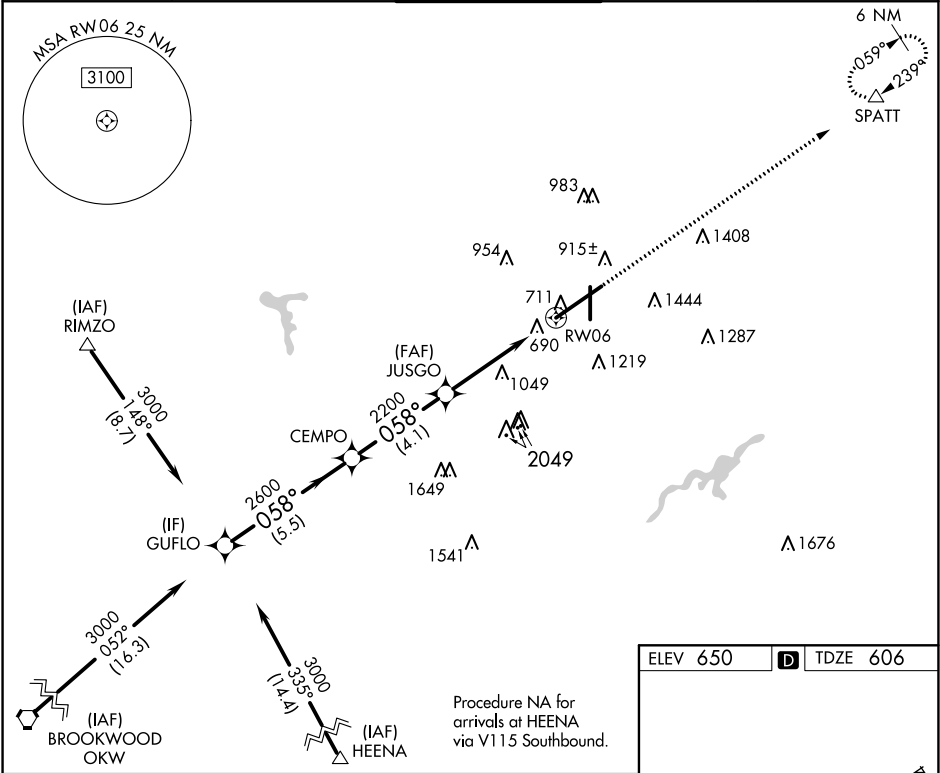 MSA RW06 25 NM
3100
6 NM
059°
239°
SPATT
983
954
915±
1408
711
1444
690
RW06
1287
1219
(IAF)
RIMZO
3000
148°
(8.7)
(FAF)
JUSGO
1049
2200
058°
(4.1)
CEMPO
2049
1649
2600
058°
(5.5)
(IF)
GUFLO
1541
1676
3000
052°
(16.3)
3000
335°
(14.4)
(IAF)
BROOKWOOD
OKW
(IAF)
HEENA
Procedure NA for
arrivals at HEENA
via V115 Southbound.
ELEV 650 D TDZE 606